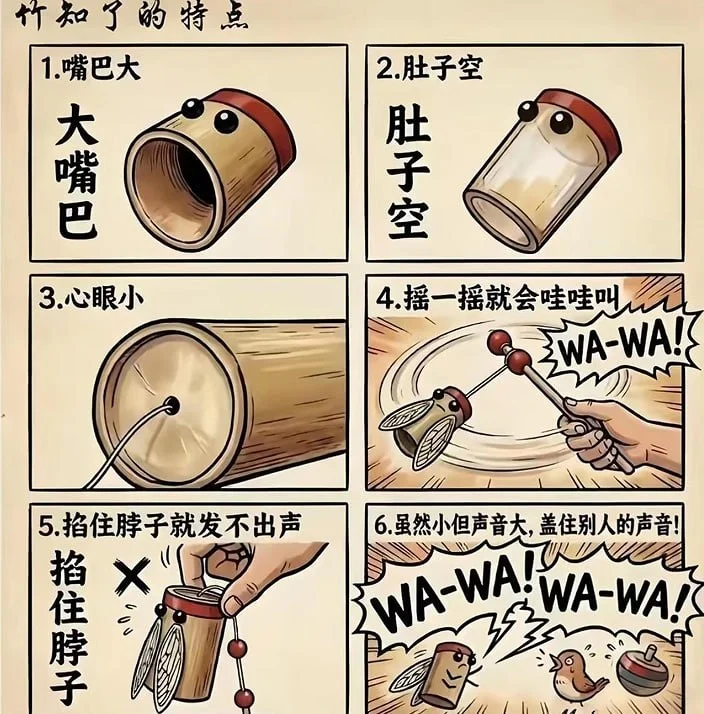 竹知了的特点
1.嘴巴大
大嘴巴
2.肚子空
肚子空
3.心眼小
4.摇一摇就会哇哇叫
WA-WA!
5.掐住脖子就发不出声
掐住脖子
6.虽然小但声音大,盖住别人的声音!
WA-WA! WA-WA!